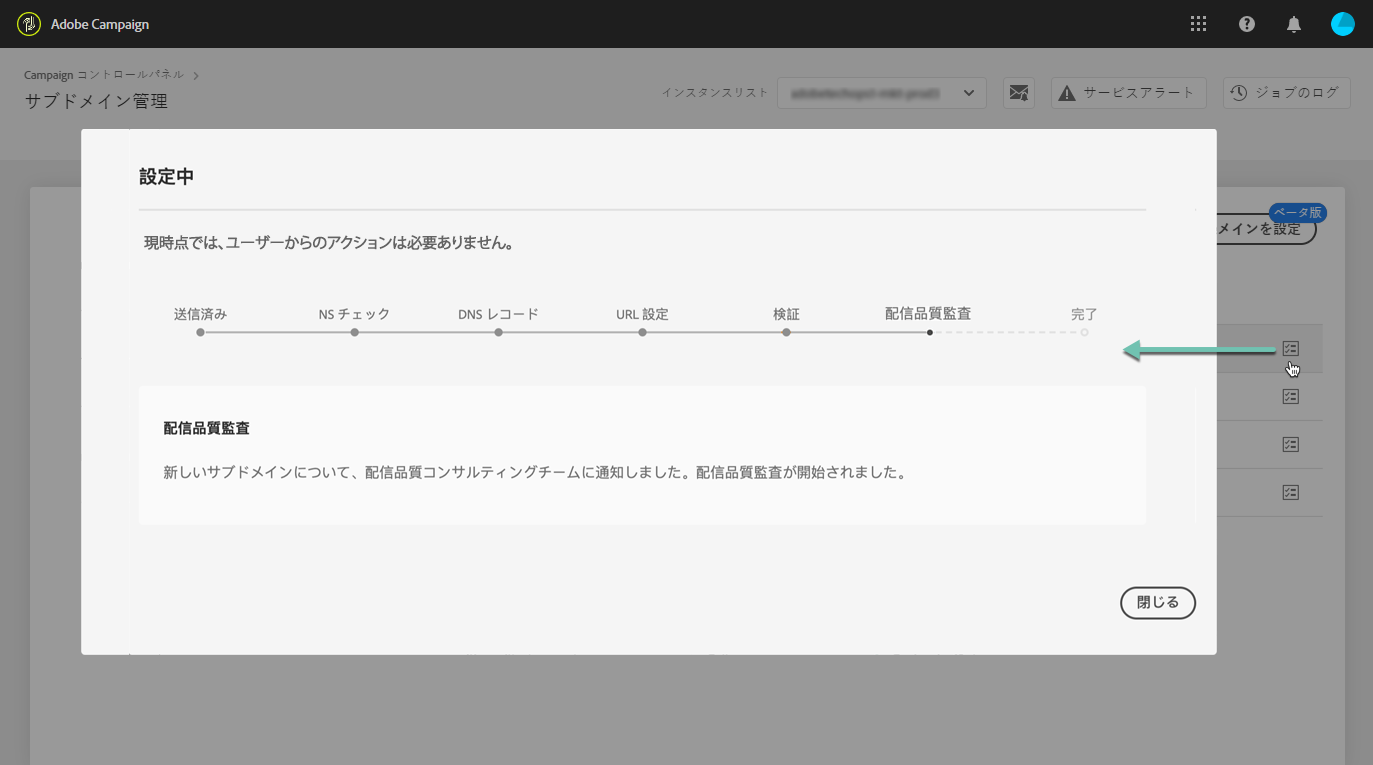 Adobe Campaign
Campaign コントロールパネル
サブドメイン管理
インスタンスリスト
サービスアラート
ジョブのログ
ベータ版
メインを設定
設定中
現時点では、ユーザーからのアクションは必要ありません。
送信済み
NS チェック
DNS レコード
URL 設定
検証
配信品質監査
完了
配信品質監査
新しいサブドメインについて、配信品質コンサルティングチームに通知しました。配信品質監査が開始されました。
閉じる